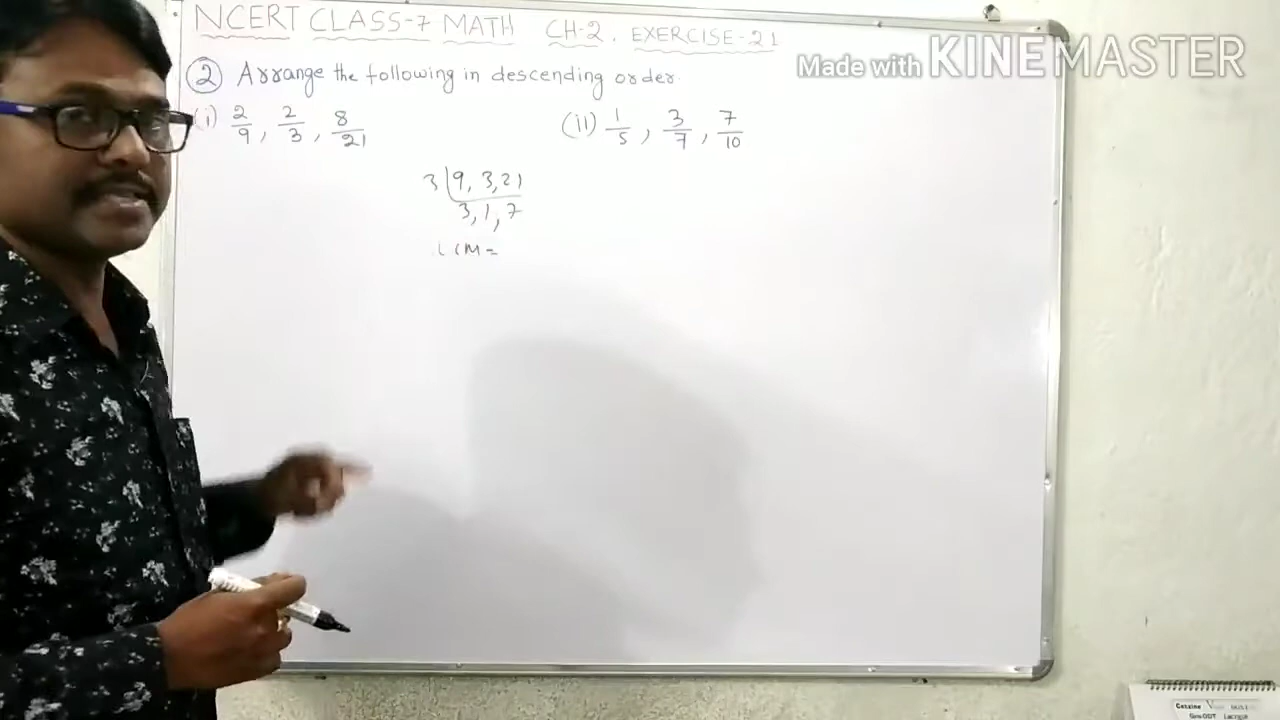 NCERT CLASS-7 MATH CH-2. EXERCISE-21
Made with KINEMASTER
② Arrange the following in descending order.
(i) 2/9, 2/3, 8/21
(ii) 1/5, 3/7, 7/10
3 | 9, 3, 21
3, 1, 7
LCM =